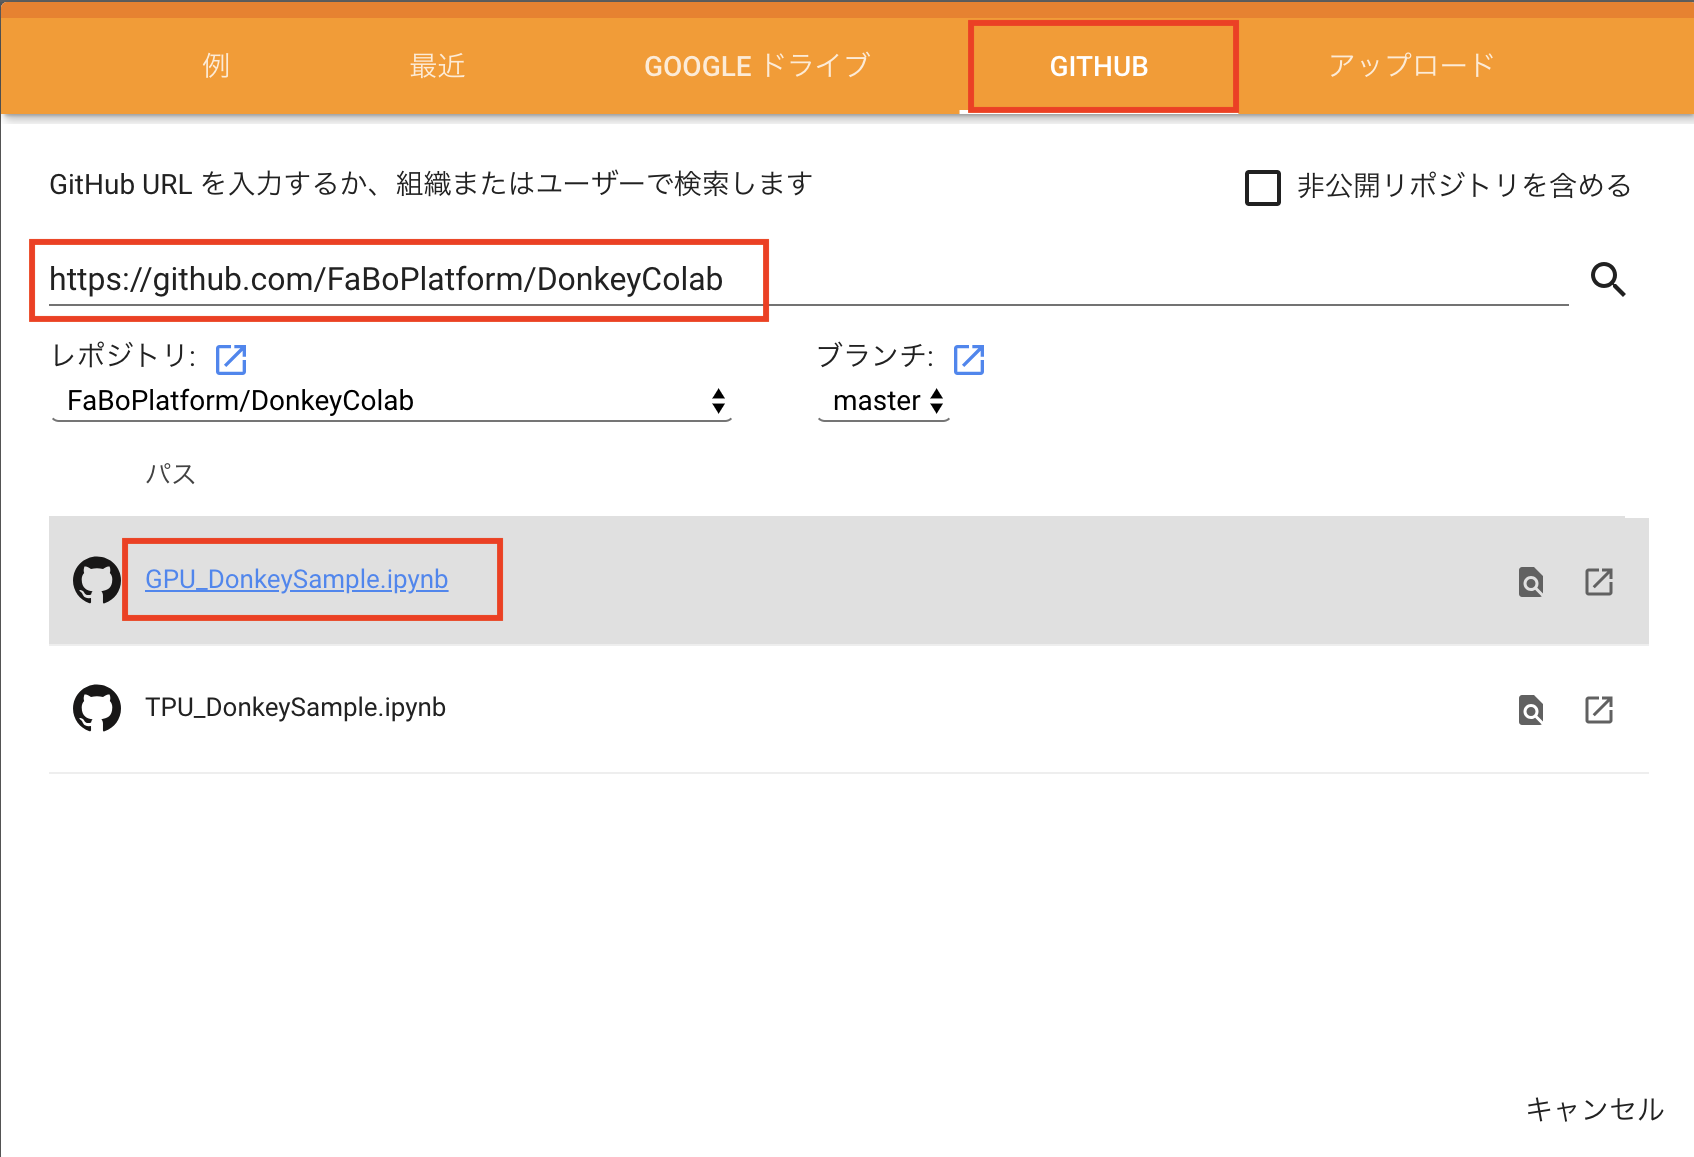 例 最近 GOOGLE ドライブ GITHUB アップロード
GitHub URL を入力するか、組織またはユーザーで検索します 非公開リポジトリを含める
https://github.com/FaBoPlatform/DonkeyColab
レポジトリ: ブランチ:
FaBoPlatform/DonkeyColab master
パス
GPU_DonkeySample.ipynb
TPU_DonkeySample.ipynb
キャンセル